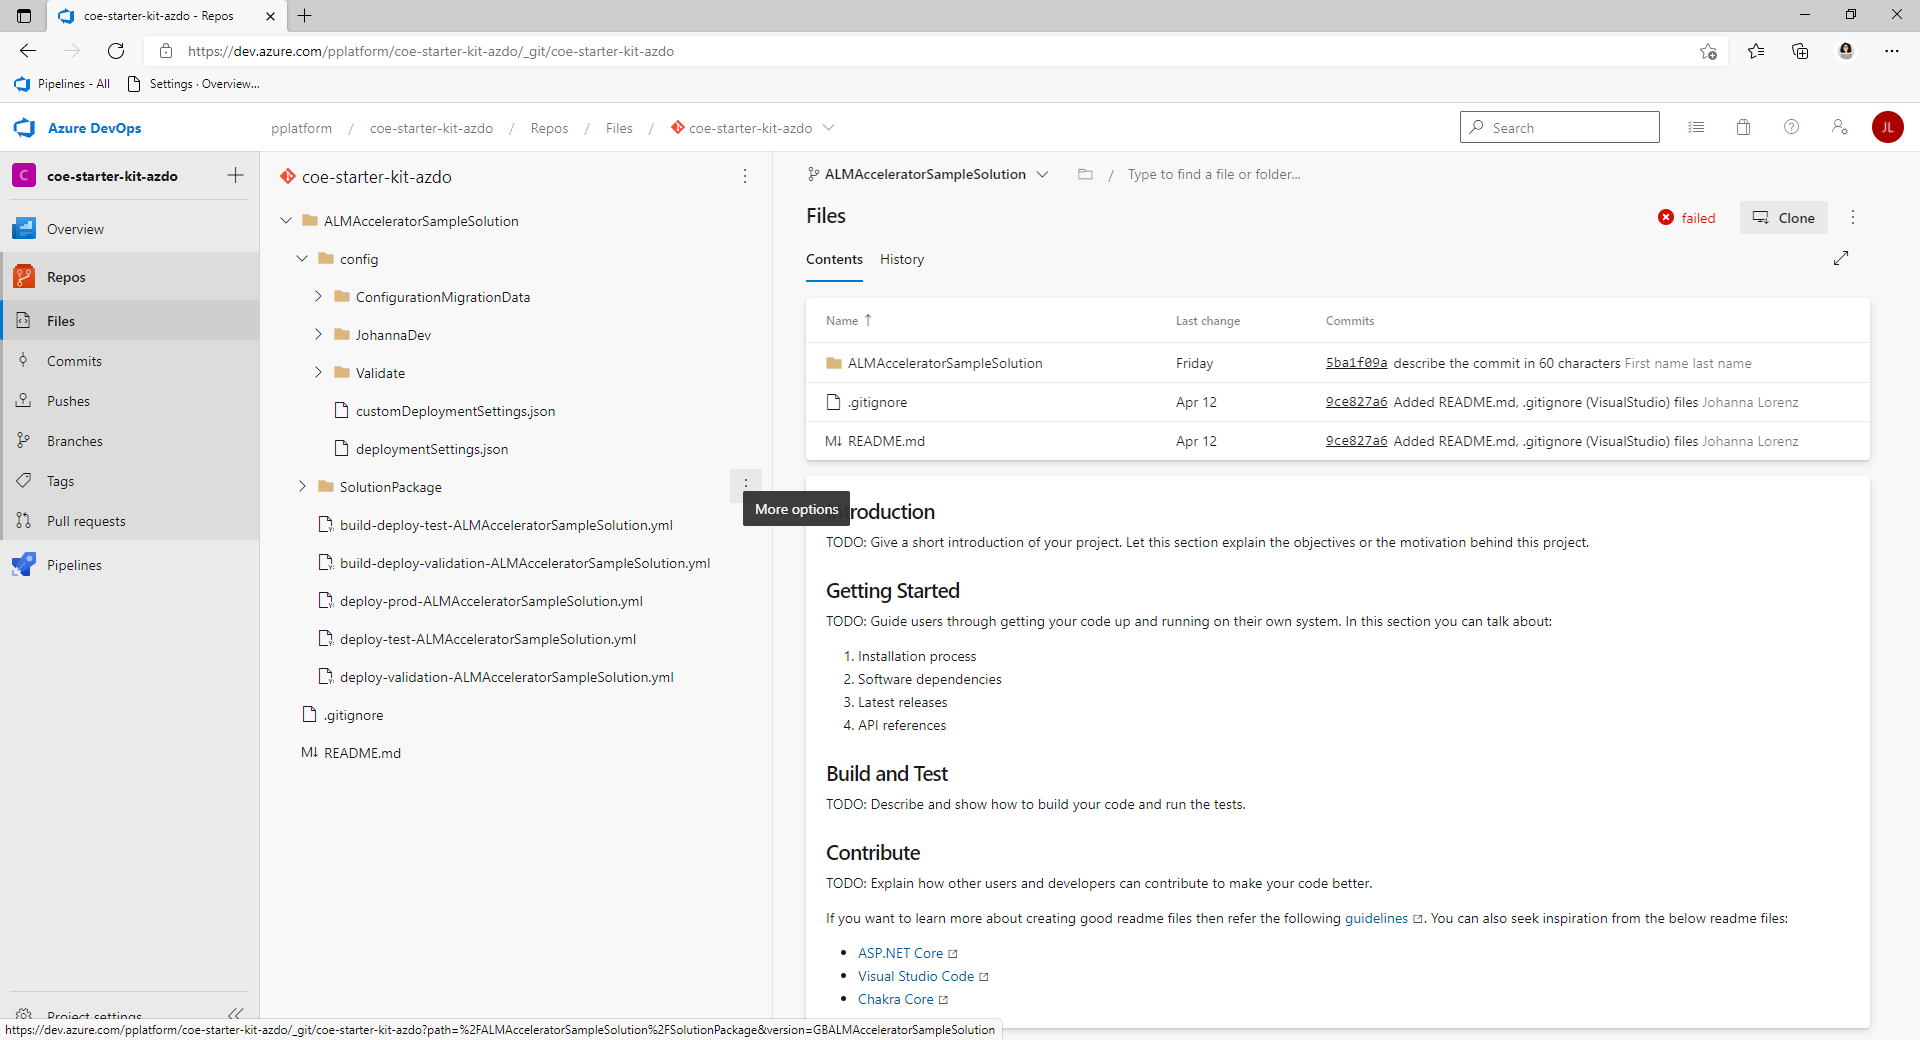 coe-starter-kit-azdo - Repos
https://dev.azure.com/pplatform/coe-starter-kit-azdo/_git/coe-starter-kit-azdo
Pipelines - All
Settings · Overview...
Azure DevOps
pplatform / coe-starter-kit-azdo / Repos / Files / coe-starter-kit-azdo
Search
JL
C coe-starter-kit-azdo
Overview
Repos
Files
Commits
Pushes
Branches
Tags
Pull requests
Pipelines
Project settings
coe-starter-kit-azdo
ALMAcceleratorSampleSolution
config
ConfigurationMigrationData
JohannaDev
Validate
customDeploymentSettings.json
deploymentSettings.json
SolutionPackage
More options
build-deploy-test-ALMAcceleratorSampleSolution.yml
build-deploy-validation-ALMAcceleratorSampleSolution.yml
deploy-prod-ALMAcceleratorSampleSolution.yml
deploy-test-ALMAcceleratorSampleSolution.yml
deploy-validation-ALMAcceleratorSampleSolution.yml
.gitignore
M↓ README.md
ALMAcceleratorSampleSolution / Type to find a file or folder...
Files
failed
Clone
Contents History
Name ↑ Last change Commits
ALMAcceleratorSampleSolution Friday 5ba1f09a describe the commit in 60 characters First name last name
.gitignore Apr 12 9ce827a6 Added README.md, .gitignore (VisualStudio) files Johanna Lorenz
M↓ README.md Apr 12 9ce827a6 Added README.md, .gitignore (VisualStudio) files Johanna Lorenz
troduction
TODO: Give a short introduction of your project. Let this section explain the objectives or the motivation behind this project.
Getting Started
TODO: Guide users through getting your code up and running on their own system. In this section you can talk about:
1. Installation process
2. Software dependencies
3. Latest releases
4. API references
Build and Test
TODO: Describe and show how to build your code and run the tests.
Contribute
TODO: Explain how other users and developers can contribute to make your code better.
If you want to learn more about creating good readme files then refer the following guidelines. You can also seek inspiration from the below readme files:
• ASP.NET Core
• Visual Studio Code
• Chakra Core
https://dev.azure.com/pplatform/coe-starter-kit-azdo/_git/coe-starter-kit-azdo?path=%2FALMAcceleratorSampleSolution%2FSolutionPackage&version=GBALMAcceleratorSampleSolution